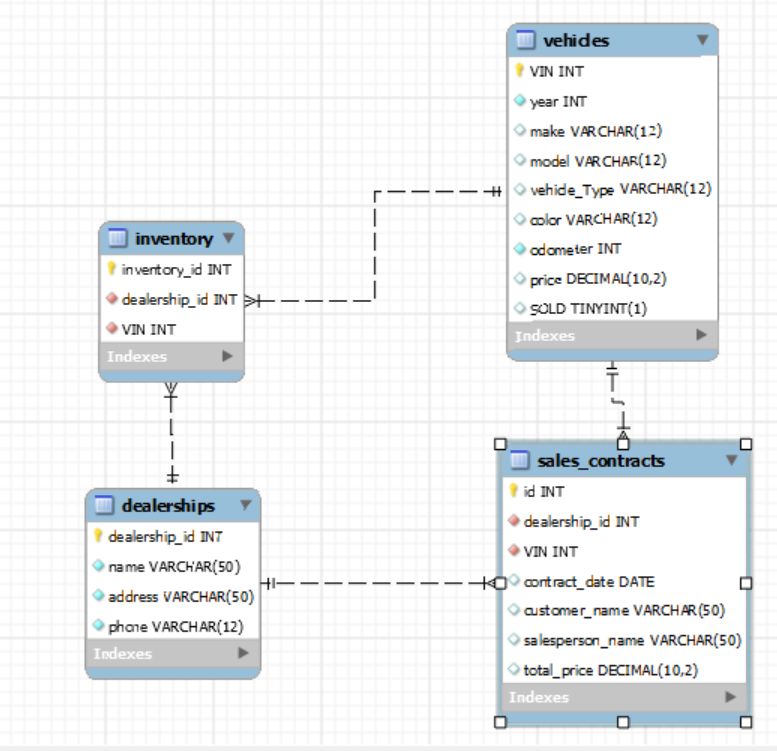 vehicles
VIN INT
year INT
make VARCHAR(12)
model VARCHAR(12)
vehicle_Type VARCHAR(12)
color VARCHAR(12)
odometer INT
price DECIMAL(10,2)
SOLD TINYINT(1)
Indexes
inventory
inventory_id INT
dealership_id INT
VIN INT
Indexes
dealerships
dealership_id INT
name VARCHAR(50)
address VARCHAR(50)
phone VARCHAR(12)
Indexes
sales_contracts
id INT
dealership_id INT
VIN INT
contract_date DATE
customer_name VARCHAR(50)
salesperson_name VARCHAR(50)
total_price DECIMAL(10,2)
Indexes